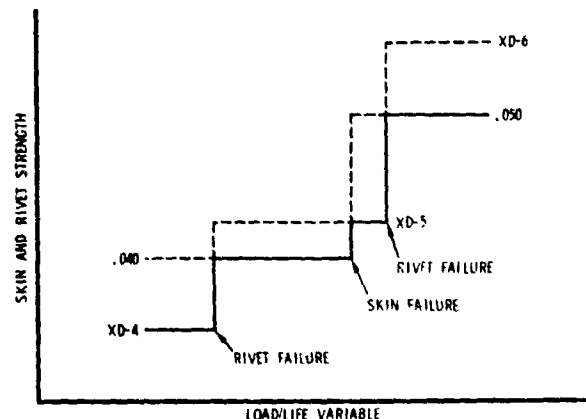 XD-6
.050
SKIN AND RIVET STRENGTH
XD-5
RIVET FAILURE
.040
SKIN FAILURE
XD-4
RIVET FAILURE
LOAD/LIFE VARIABLE